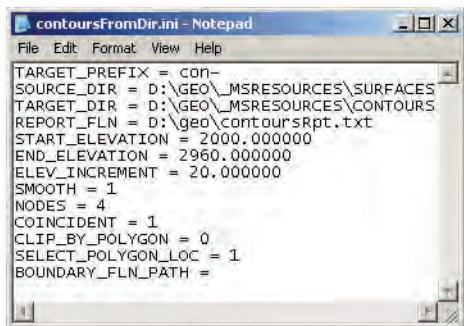 contoursFromDir.ini - Notepad
File Edit Format View Help
TARGET_PREFIX = con-
SOURCE_DIR = D:\GEO\_MSRESOURCES\SURFACES
TARGET_DIR = D:\GEO\_MSRESOURCES\CONTOURS
REPORT_FLN = D:\geo\contoursRpt.txt
START_ELEVATION = 2000.000000
END_ELEVATION = 2960.000000
ELEV_INCREMENT = 20.000000
SMOOTH = 1
NODES = 4
COINCIDENT = 1
CLIP_BY_POLYGON = 0
SELECT_POLYGON_LOC = 1
BOUNDARY_FLN_PATH =